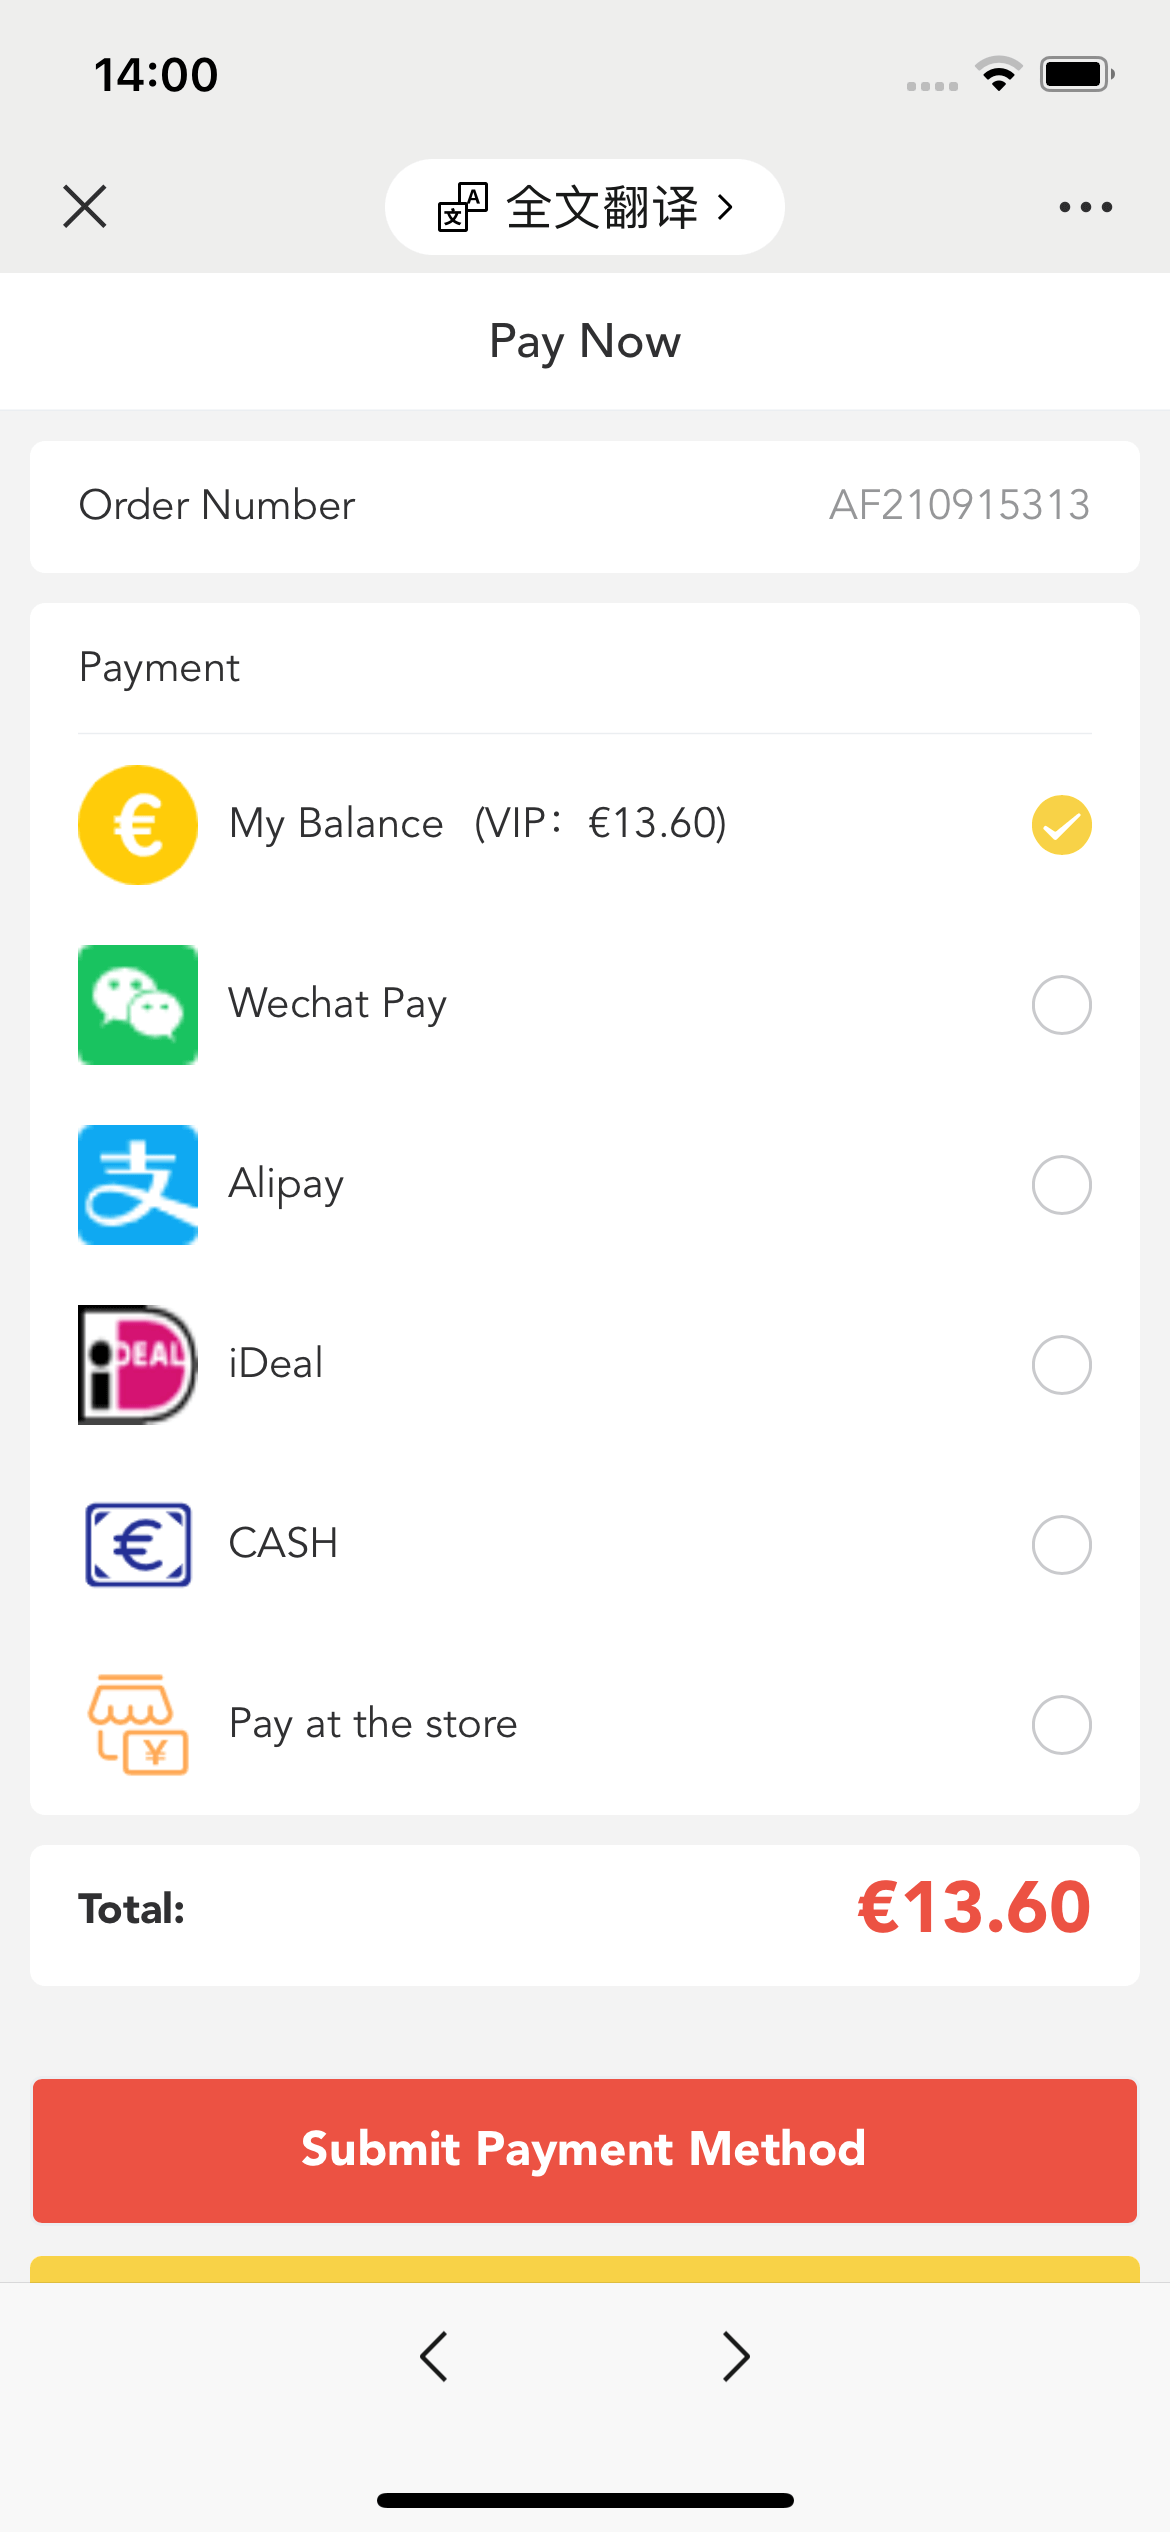 14:00
全文翻译
Pay Now
Order Number AF210915313
Payment
€ My Balance (VIP：€13.60)
Wechat Pay
支 Alipay
iDEAL iDeal
€ CASH
¥ Pay at the store
Total: €13.60
Submit Payment Method